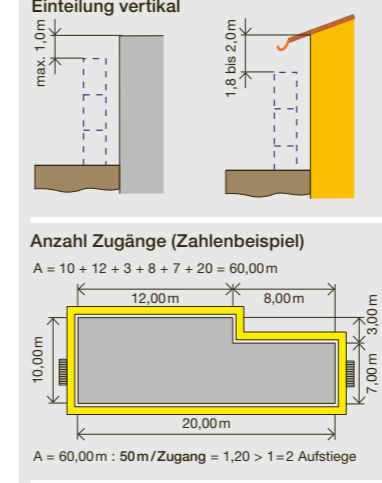 Einteilung vertikal
max. 1,0 m
1,8 bis 2,0 m
Anzahl Zugänge (Zahlenbeispiel)
A = 10 + 12 + 3 + 8 + 7 + 20 = 60,00 m
12,00 m
8,00 m
3,00 m
10,00 m
7,00 m
20,00 m
A = 60,00 m : 50 m / Zugang = 1,20 > 1 = 2 Aufstiege